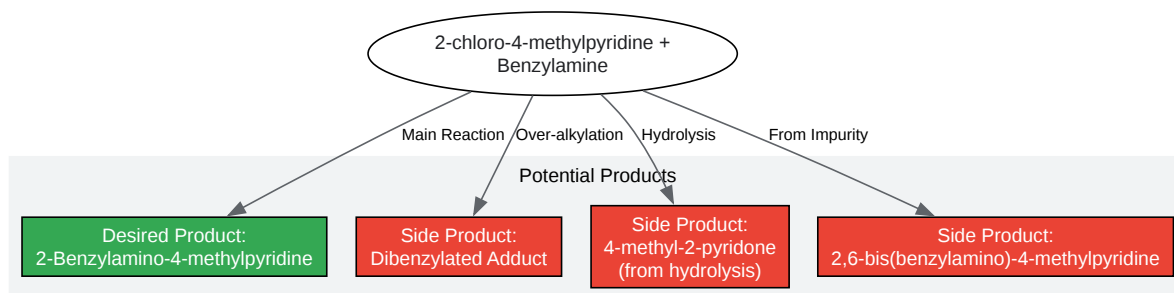 2-chloro-4-methylpyridine +
Benzylamine
Main Reaction
Over-alkylation
Hydrolysis
From Impurity
Potential Products
Desired Product:
2-Benzylamino-4-methylpyridine
Side Product:
Dibenzylated Adduct
Side Product:
4-methyl-2-pyridone
(from hydrolysis)
Side Product:
2,6-bis(benzylamino)-4-methylpyridine